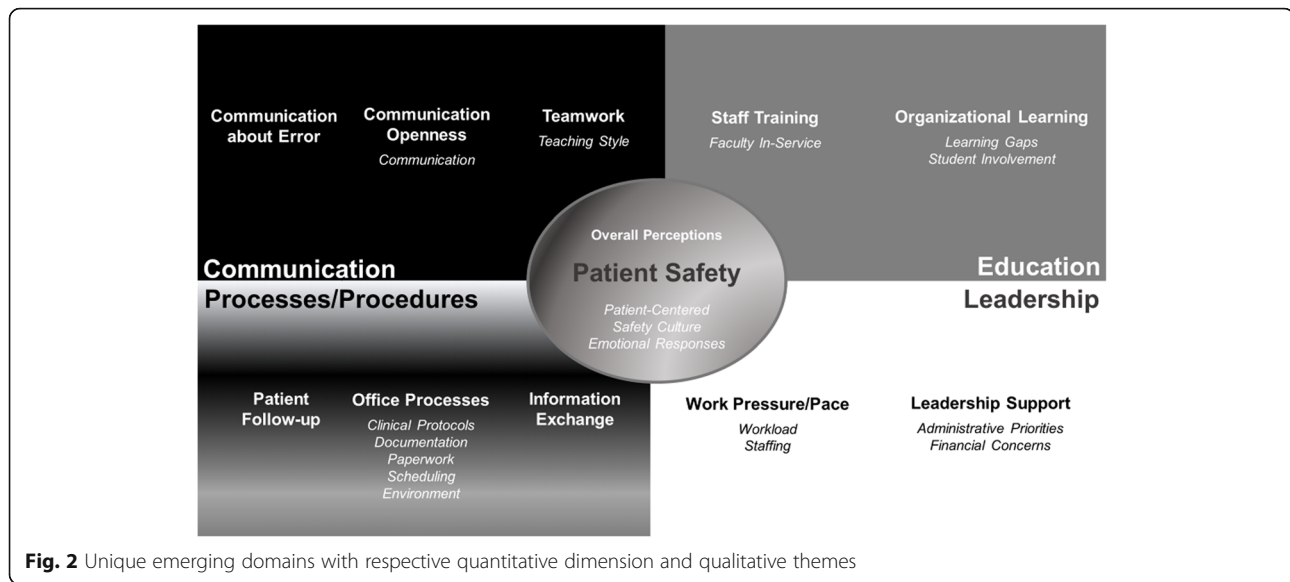 Communication
about Error
Communication
Openness
Communication
Teamwork
Teaching Style
Staff Training
Faculty In-Service
Organizational Learning
Learning Gaps
Student Involvement
Communication
Education
Overall Perceptions
Patient Safety
Patient-Centered
Safety Culture
Emotional Responses
Processes/Procedures
Leadership
Patient
Follow-up
Office Processes
Clinical Protocols
Documentation
Paperwork
Scheduling
Environment
Information
Exchange
Work Pressure/Pace
Workload
Staffing
Leadership Support
Administrative Priorities
Financial Concerns
Fig. 2 Unique emerging domains with respective quantitative dimension and qualitative themes